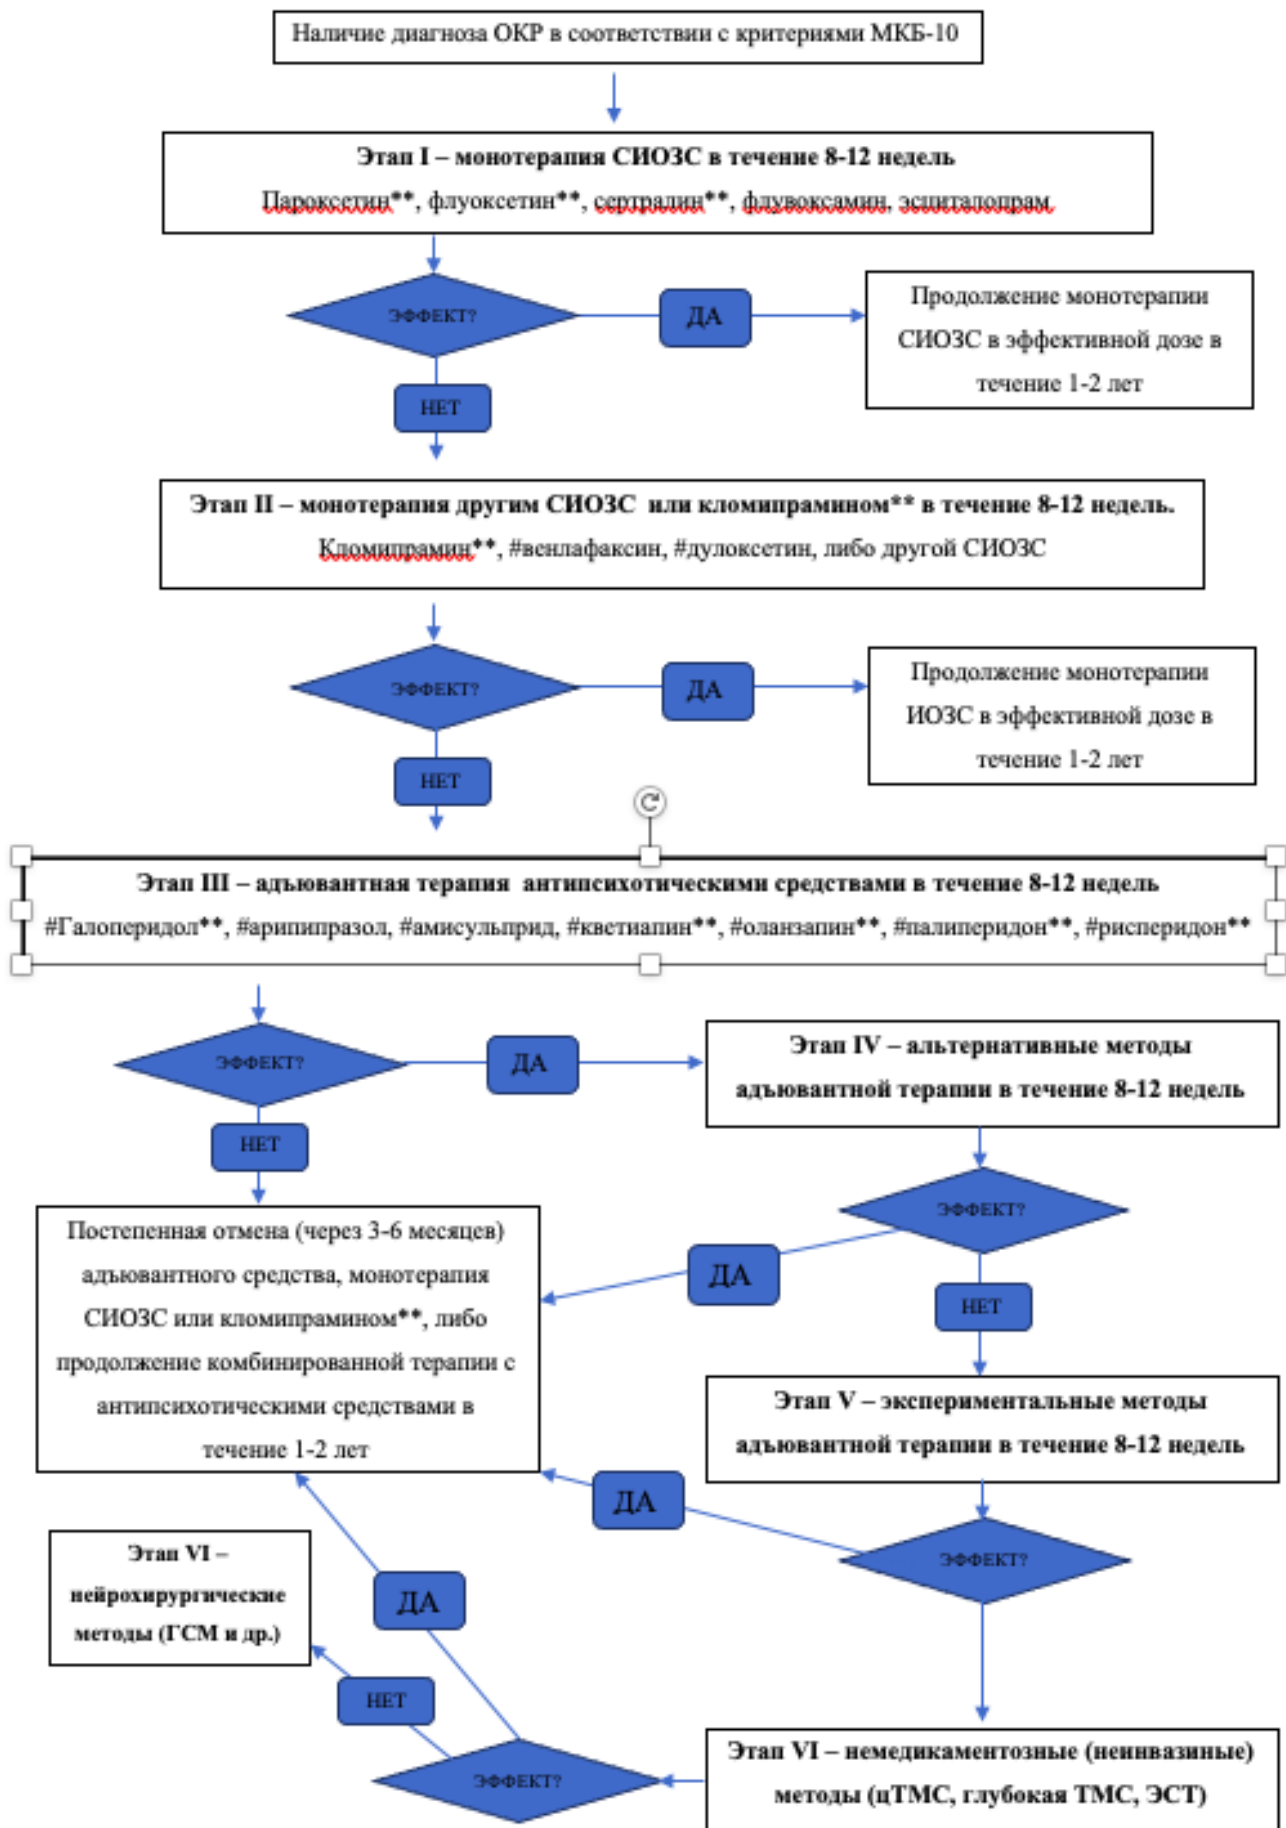 Наличие диагноза ОКР в соответствии с критериями МКБ-10
Этап I – монотерапия СИОЗС в течение 8-12 недель
Пароксетин**, флуоксетин**, сертралин**, флувоксамин, эсциталопрам
ЭФФЕКТ?
ДА
Продолжение монотерапии
СИОЗС в эффективной дозе в
течение 1-2 лет
НЕТ
Этап II – монотерапия другим СИОЗС или кломипрамином** в течение 8-12 недель.
Кломипрамин**, #венлафаксин, #дулоксетин, либо другой СИОЗС
ЭФФЕКТ?
ДА
Продолжение монотерапии
ИОЗС в эффективной дозе в
течение 1-2 лет
НЕТ
Этап III – адъювантная терапия антипсихотическими средствами в течение 8-12 недель
#Галоперидол**, #арипипразол, #амисульприд, #кветиапин**, #оланзапин**, #палиперидон**, #рисперидон**
ЭФФЕКТ?
ДА
Этап IV – альтернативные методы
адъювантной терапии в течение 8-12 недель
НЕТ
ЭФФЕКТ?
Постепенная отмена (через 3-6 месяцев)
адъювантного средства, монотерапия
СИОЗС или кломипрамином**, либо
продолжение комбинированной терапии с
антипсихотическими средствами в
течение 1-2 лет
ДА
НЕТ
Этап V – экспериментальные методы
адъювантной терапии в течение 8-12 недель
ДА
ЭФФЕКТ?
Этап VI –
нейрохирургические
методы (ГСМ и др.)
ДА
НЕТ
ЭФФЕКТ?
Этап VI – немедикаментозные (неинвазиные)
методы (цТМС, глубокая ТМС, ЭСТ)